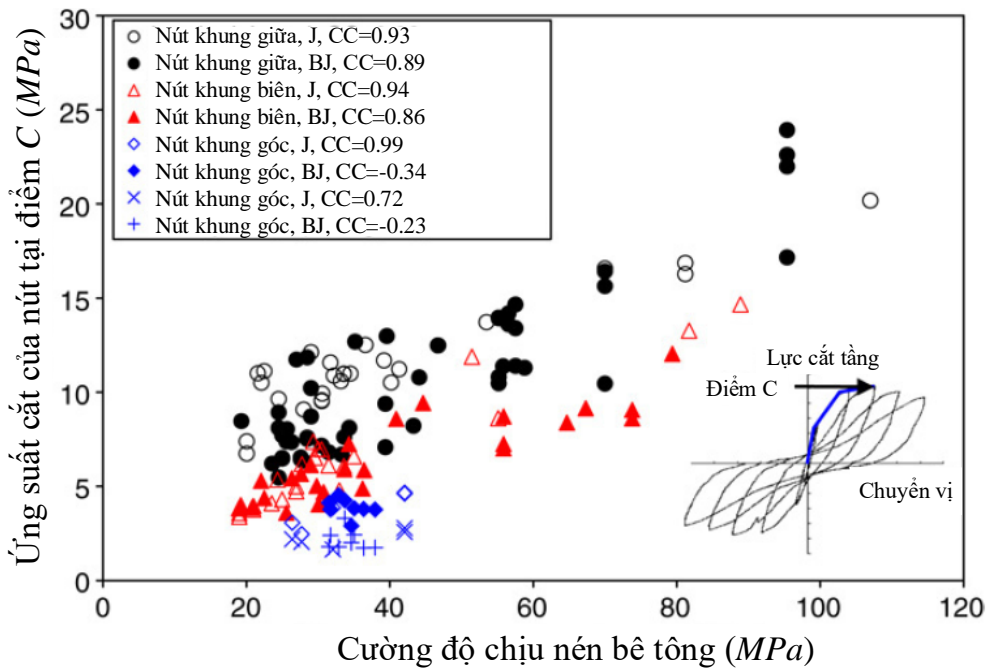 Ứng suất cắt của nút tại điểm C (MPa)
30
25
20
15
10
5
0
Nút khung giữa, J, CC=0.93
Nút khung giữa, BJ, CC=0.89
Nút khung biên, J, CC=0.94
Nút khung biên, BJ, CC=0.86
Nút khung góc, J, CC=0.99
Nút khung góc, BJ, CC=-0.34
Nút khung góc, J, CC=0.72
Nút khung góc, BJ, CC=-0.23
Lực cắt tầng
Điểm C
Chuyển vị
0 20 40 60 80 100 120
Cường độ chịu nén bê tông (MPa)